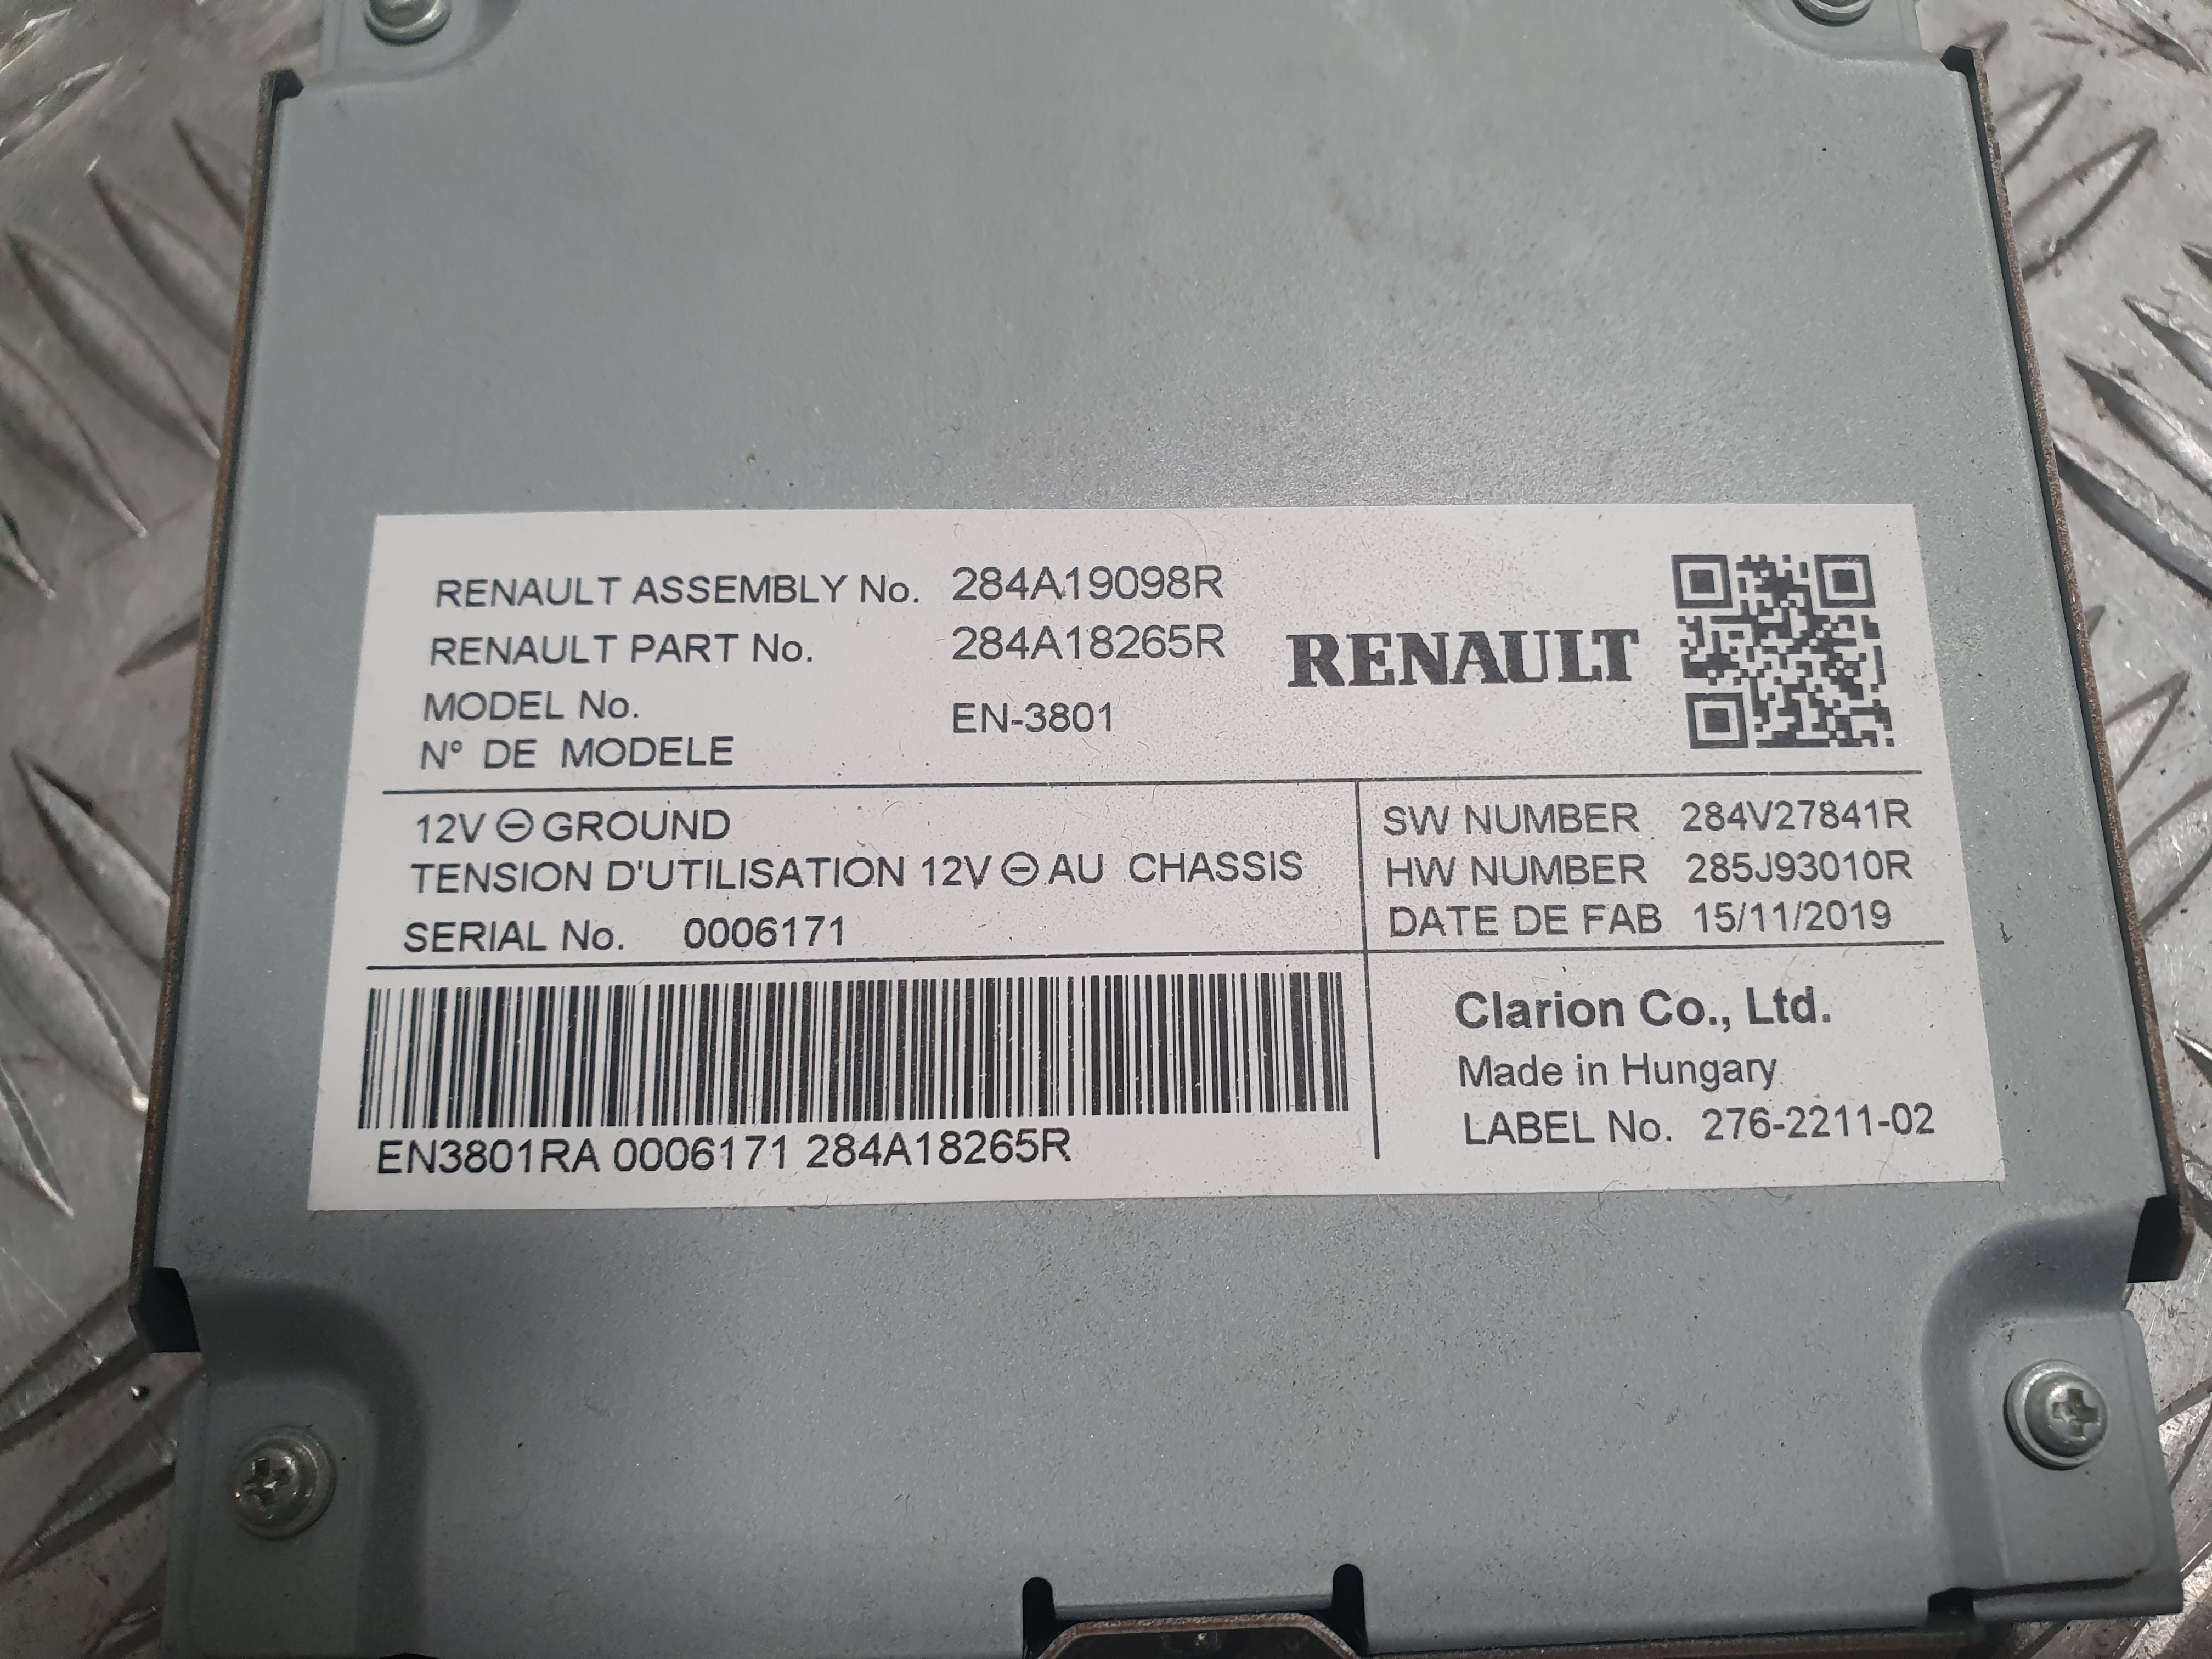 RENAULT ASSEMBLY No. 284A19098R
RENAULT PART No. 284A18265R
MODEL No.
N° DE MODELE
EN-3801
RENAULT
12V ⊖ GROUND
TENSION D'UTILISATION 12V ⊖ AU CHASSIS
SERIAL No. 0006171
SW NUMBER 284V27841R
HW NUMBER 285J93010R
DATE DE FAB 15/11/2019
EN3801RA 0006171 284A18265R
Clarion Co., Ltd.
Made in Hungary
LABEL No. 276-2211-02